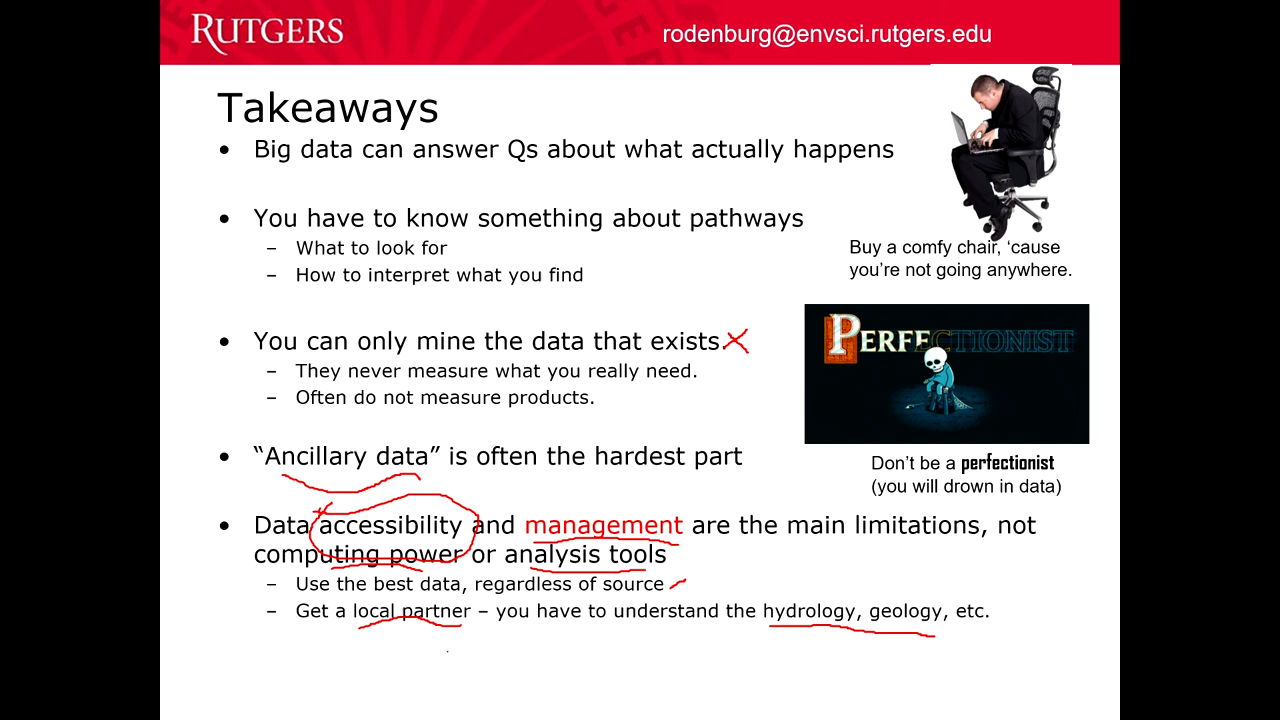 RUTGERS
rodenburg@envsci.rutgers.edu
Takeaways
• Big data can answer Qs about what actually happens
• You have to know something about pathways
– What to look for
– How to interpret what you find
Buy a comfy chair, ‘cause
you’re not going anywhere.
• You can only mine the data that exists.
– They never measure what you really need.
– Often do not measure products.
PERFECTIONIST
• “Ancillary data” is often the hardest part
Don’t be a perfectionist
(you will drown in data)
• Data accessibility and management are the main limitations, not
computing power or analysis tools
– Use the best data, regardless of source
– Get a local partner – you have to understand the hydrology, geology, etc.